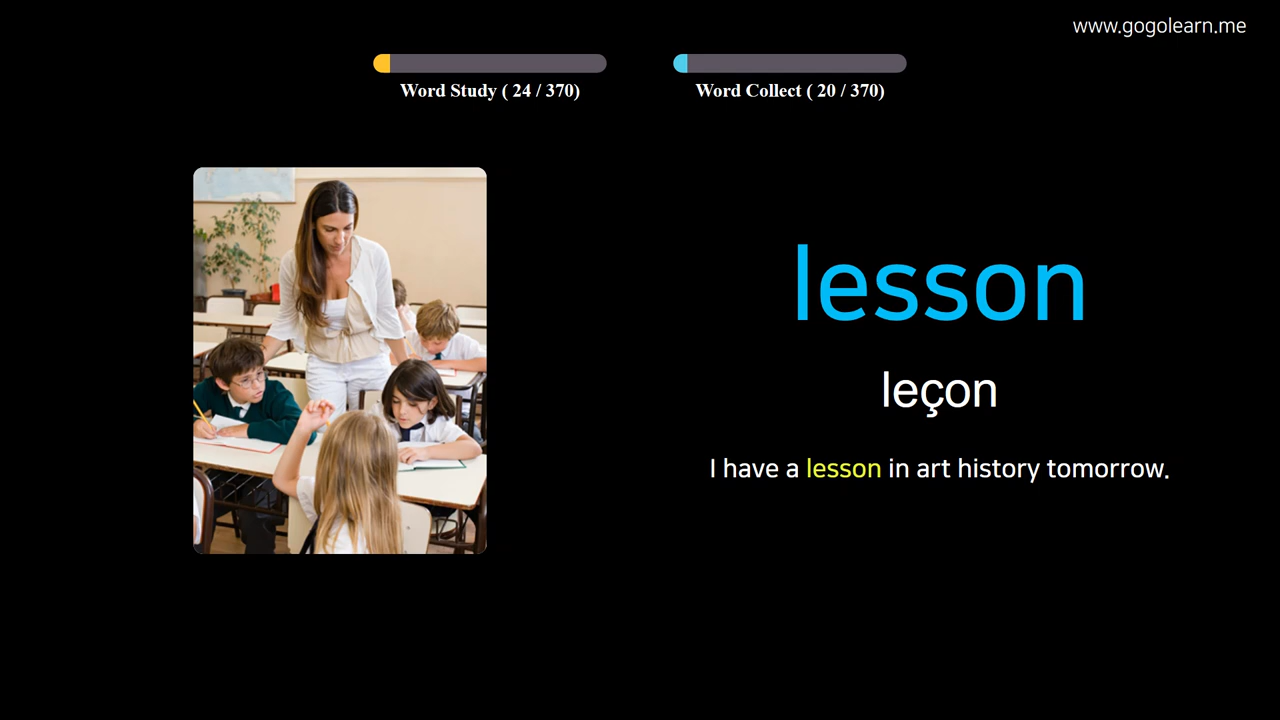 www.gogolearn.me
Word Study ( 24 / 370)
Word Collect ( 20 / 370)
lesson
leçon
I have a lesson in art history tomorrow.